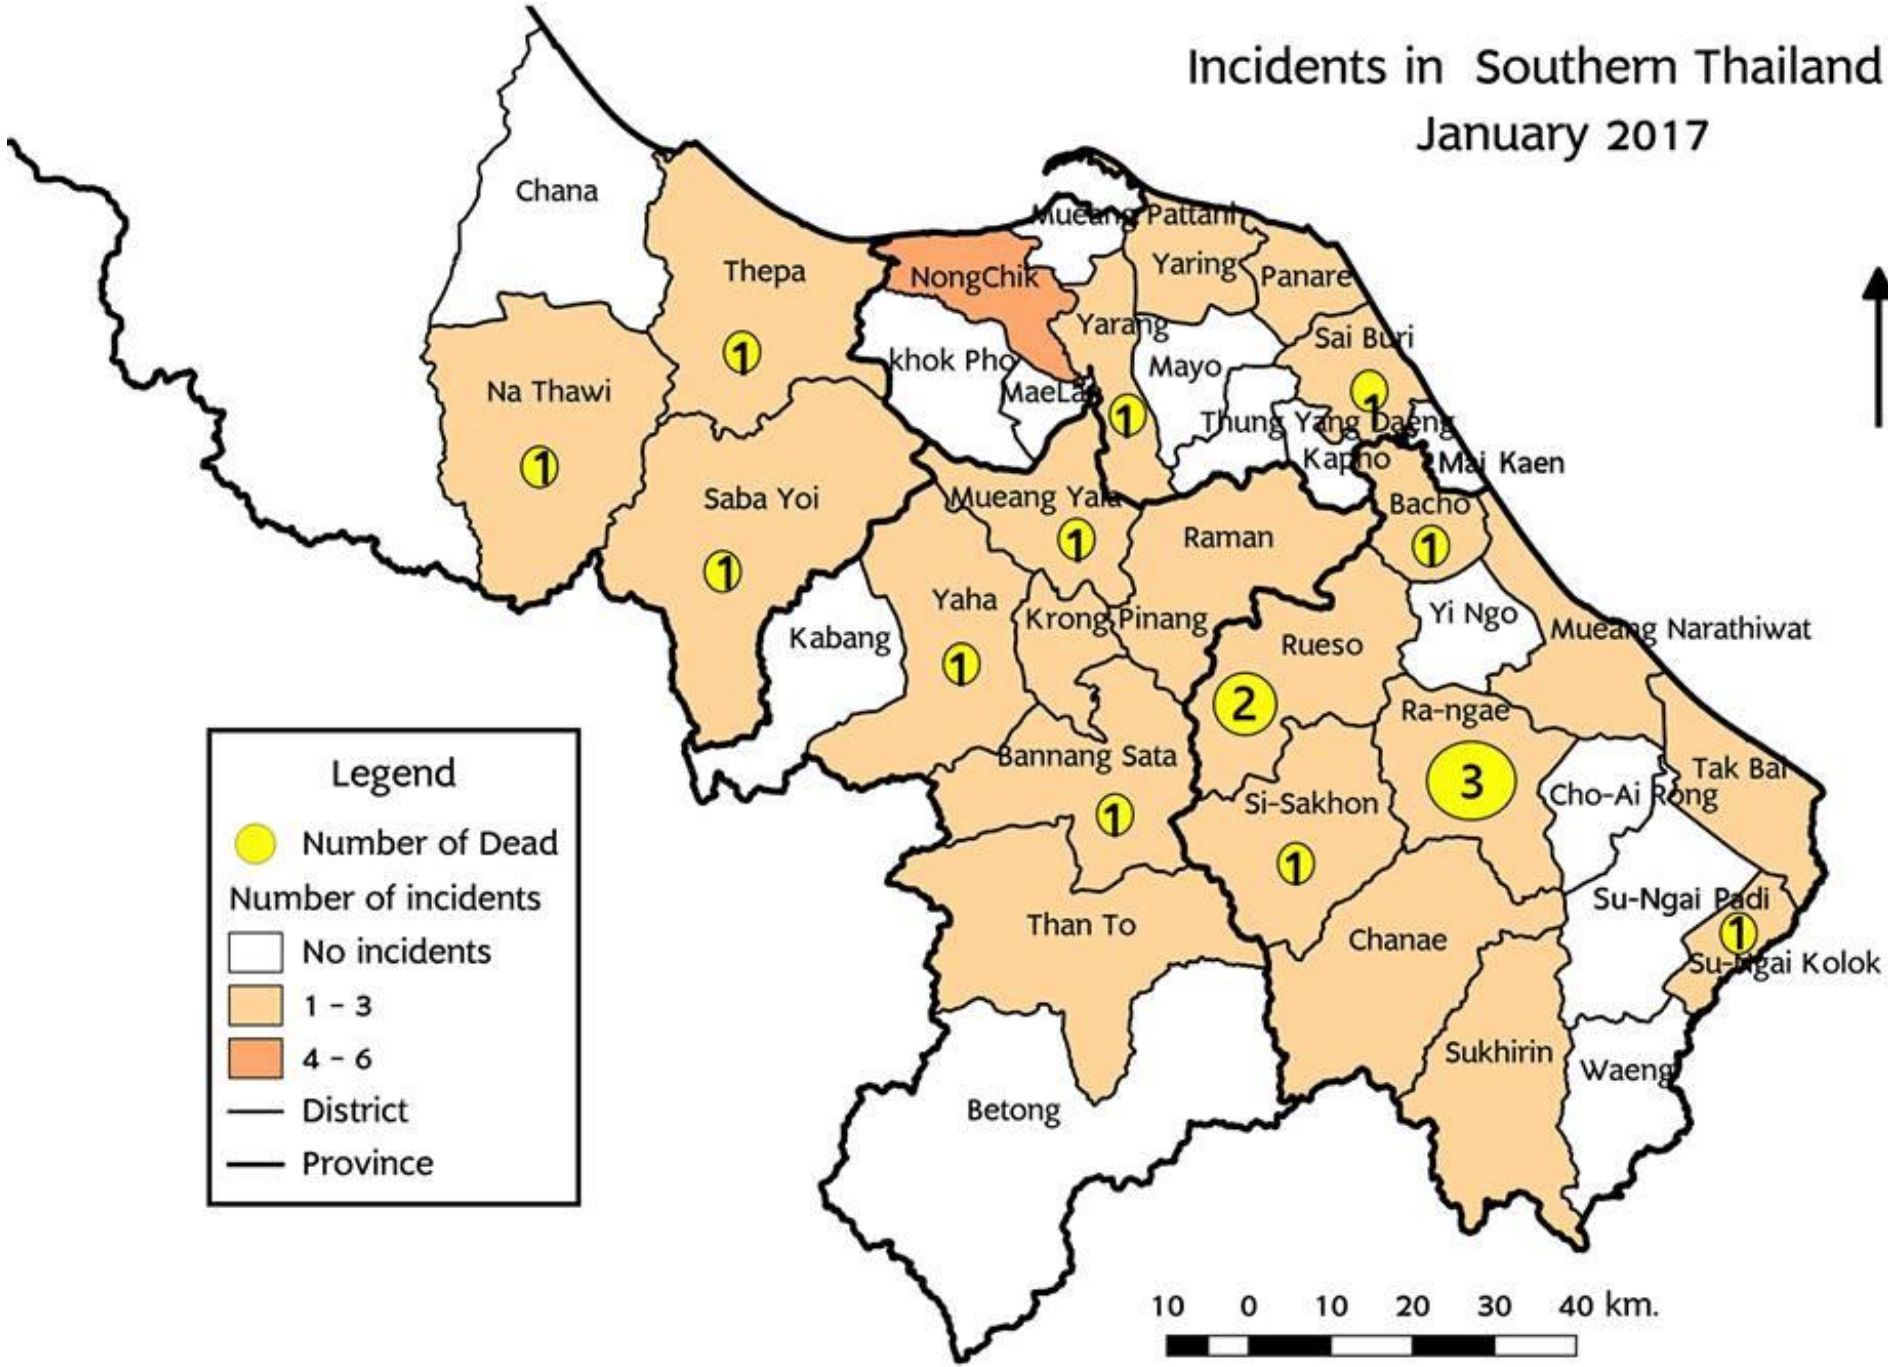 Incidents in Southern Thailand
January 2017
Chana
Mueang Pattani
Thepa
NongChik
Yaring
Panare
Yarang
Sai Buri
khok Pho
Mayo
Na Thawi
MaeLan
1
1
1
1
Thung Yang Daeng
Kapho
Mai Kaen
1
Saba Yoi
Mueang Yala
Bacho
Raman
1
1
1
Yaha
Krong Pinang
Yi Ngo
Mueang Narathiwat
Kabang
Rueso
1
2
Ra-ngae
Bannang Sata
3
Tak Bai
Cho-Ai Rong
Si-Sakhon
1
1
Su-Ngai Padi
Than To
Chanae
1
Su-Ngai Kolok
Sukhirin
Waeng
Betong
Legend
Number of Dead
Number of incidents
No incidents
1 - 3
4 - 6
District
Province
10 0 10 20 30 40 km.